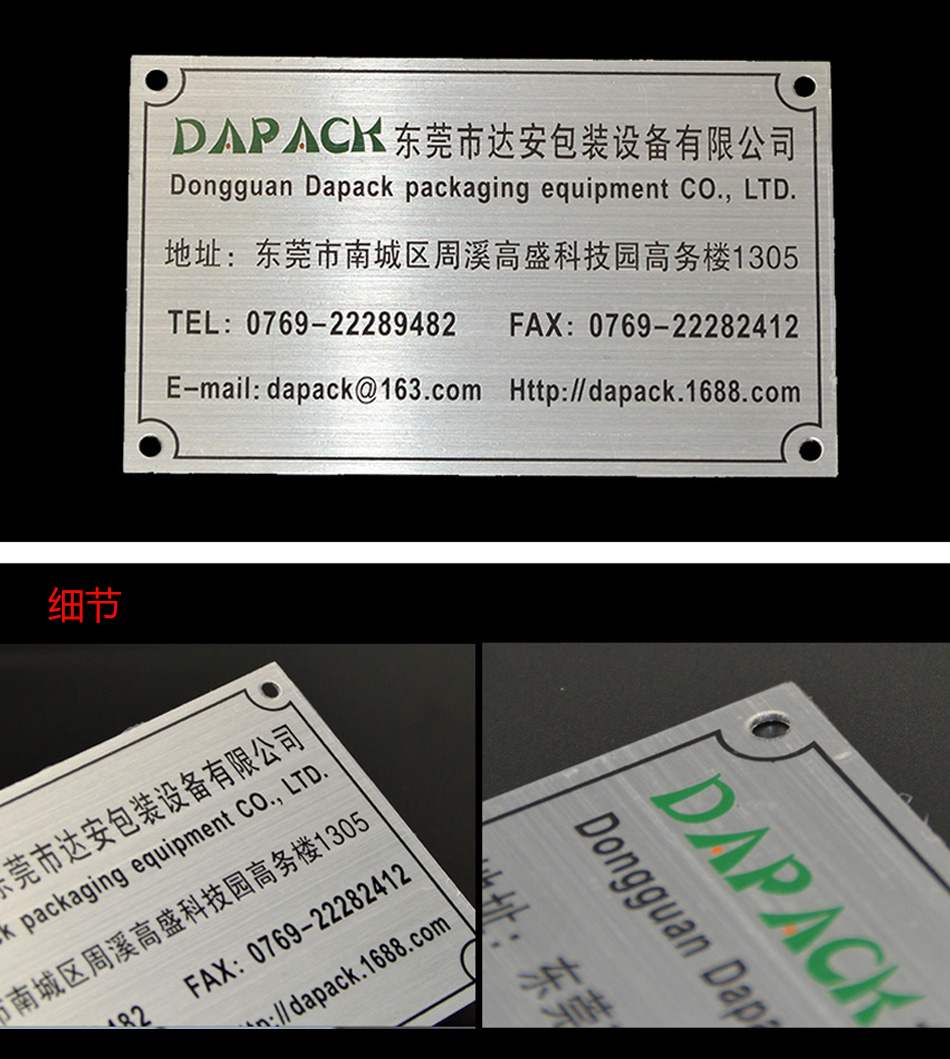 DAPACK 东莞市达安包装设备有限公司
Dongguan Dapack packaging equipment CO., LTD.
地址：东莞市南城区周溪高盛科技园高务楼1305
TEL: 0769-22289482 FAX: 0769-22282412
E-mail: dapack@163.com Http://dapack.1688.com
细节
东莞市达安包装设备有限公司
ck packaging equipment CO., LTD.
市南城区周溪高盛科技园高务楼1305
482 FAX: 0769-22282412
tp://dapack.1688.com
DAPACK
Dongguan Dapa
地址：东莞